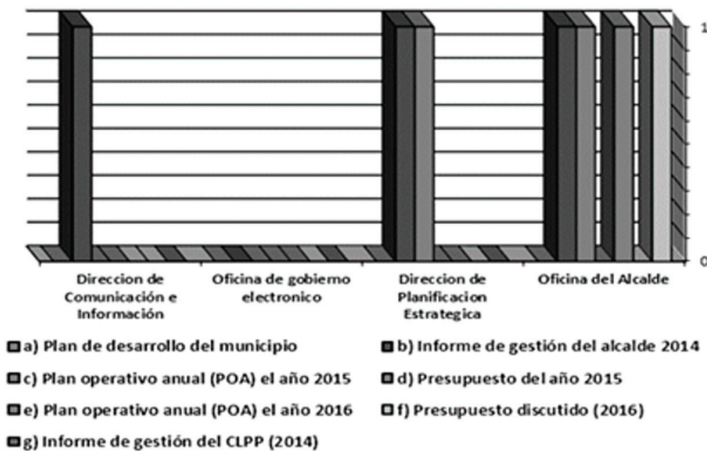 1
0
Direccion de
Comunicación e
Información
Oficina de gobierno
electronico
Direccion de
Planificacion
Estrategica
Oficina del Alcalde
a) Plan de desarrollo del municipio
b) Informe de gestión del alcalde 2014
c) Plan operativo anual (POA) el año 2015
d) Presupuesto del año 2015
e) Plan operativo anual (POA) el año 2016
f) Presupuesto discutido (2016)
g) Informe de gestión del CLPP (2014)